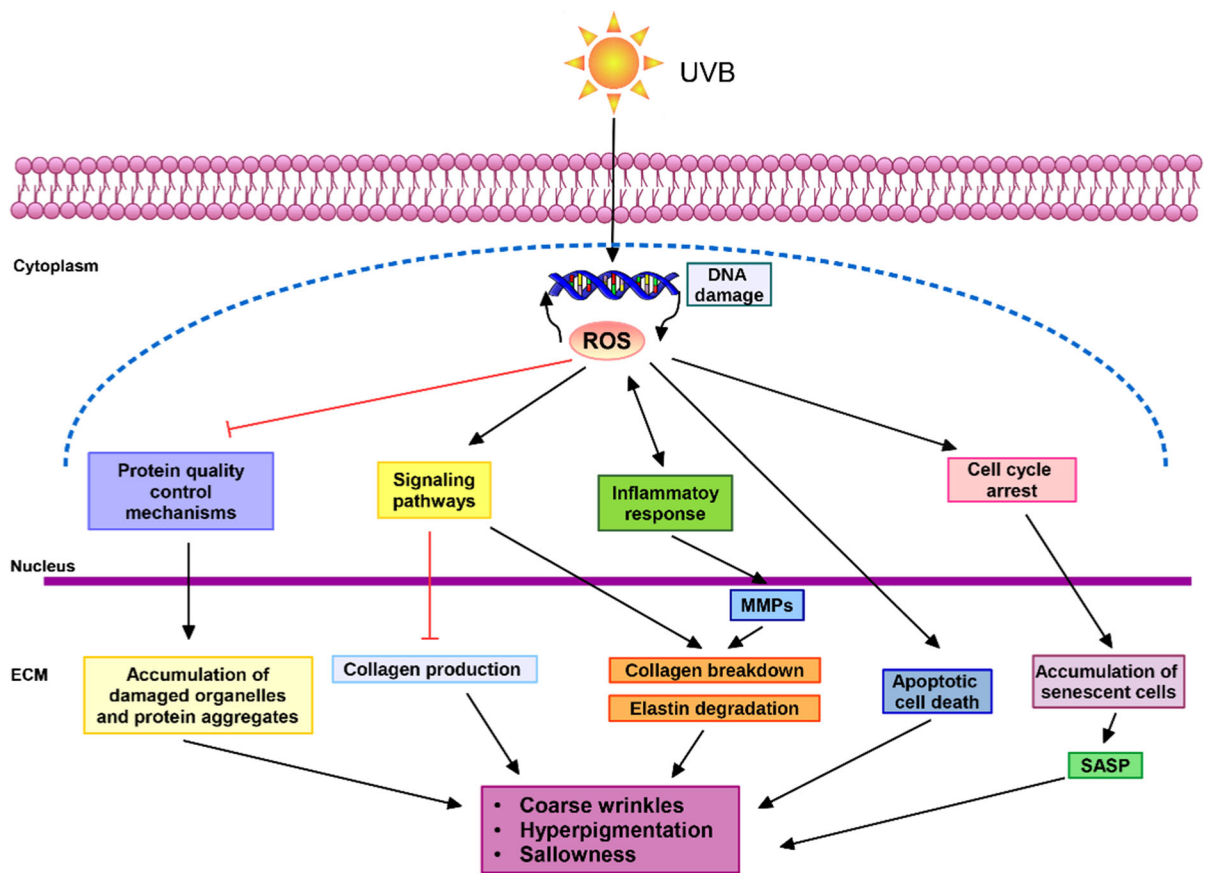 UVB
Cytoplasm
DNA
damage
ROS
Protein quality
control
mechanisms
Signaling
pathways
Inflammatoy
response
Cell cycle
arrest
Nucleus
MMPs
ECM
Accumulation of
damaged organelles
and protein aggregates
Collagen production
Collagen breakdown
Elastin degradation
Apoptotic
cell death
Accumulation of
senescent cells
SASP
• Coarse wrinkles
• Hyperpigmentation
• Sallowness